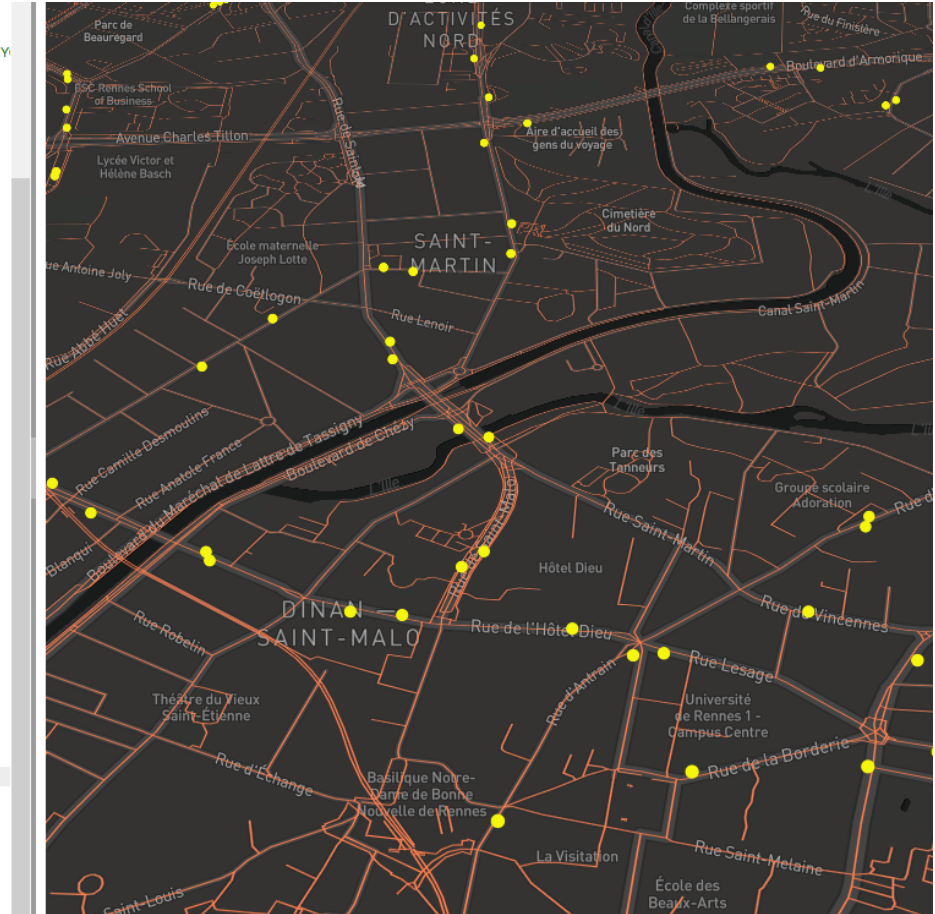 D'ACTIVITÉS
NORD
Parc de
Beauregard
Complexe sportif
de la Bellangerais
Rue du Finistère
Boulevard d'Armorique
ESC Rennes School
of Business
Avenue Charles Tillon
Aire d'accueil des
gens du voyage
Lycée Victor et
Hélène Basch
Rue de Saint-M
L'Ille
Cimetière
du Nord
École maternelle
Joseph Lotte
SAINT-
MARTIN
ue Antoine Joly
Rue de Coëtlogon
Canal Saint-Martin
Rue Lenoir
Rue Abbé Huet
L'Ille
Rue Camille Desmoulins
Rue Anatole France
Boulevard du Maréchal de Lattre de Tassigny
Boulevard de Chézy
Parc des
Tanneurs
L'Ille
Groupe scolaire
Adoration
Rue d'
Rue Saint-Martin
Blanqui
Rue de Saint-Malo
Hôtel Dieu
DINAN —
SAINT-MALO
Rue de Vincennes
Rue Robelin
Rue de l'Hôtel Dieu
Rue Lesage
Rue d'Antrain
Théâtre du Vieux
Saint-Étienne
Université
de Rennes 1 -
Campus Centre
Rue d'Échange
Rue de la Borderie
Basilique Notre-
Dame de Bonne
Nouvelle de Rennes
La Visitation
Rue Saint-Melaine
École des
Beaux-Arts
Saint-Louis